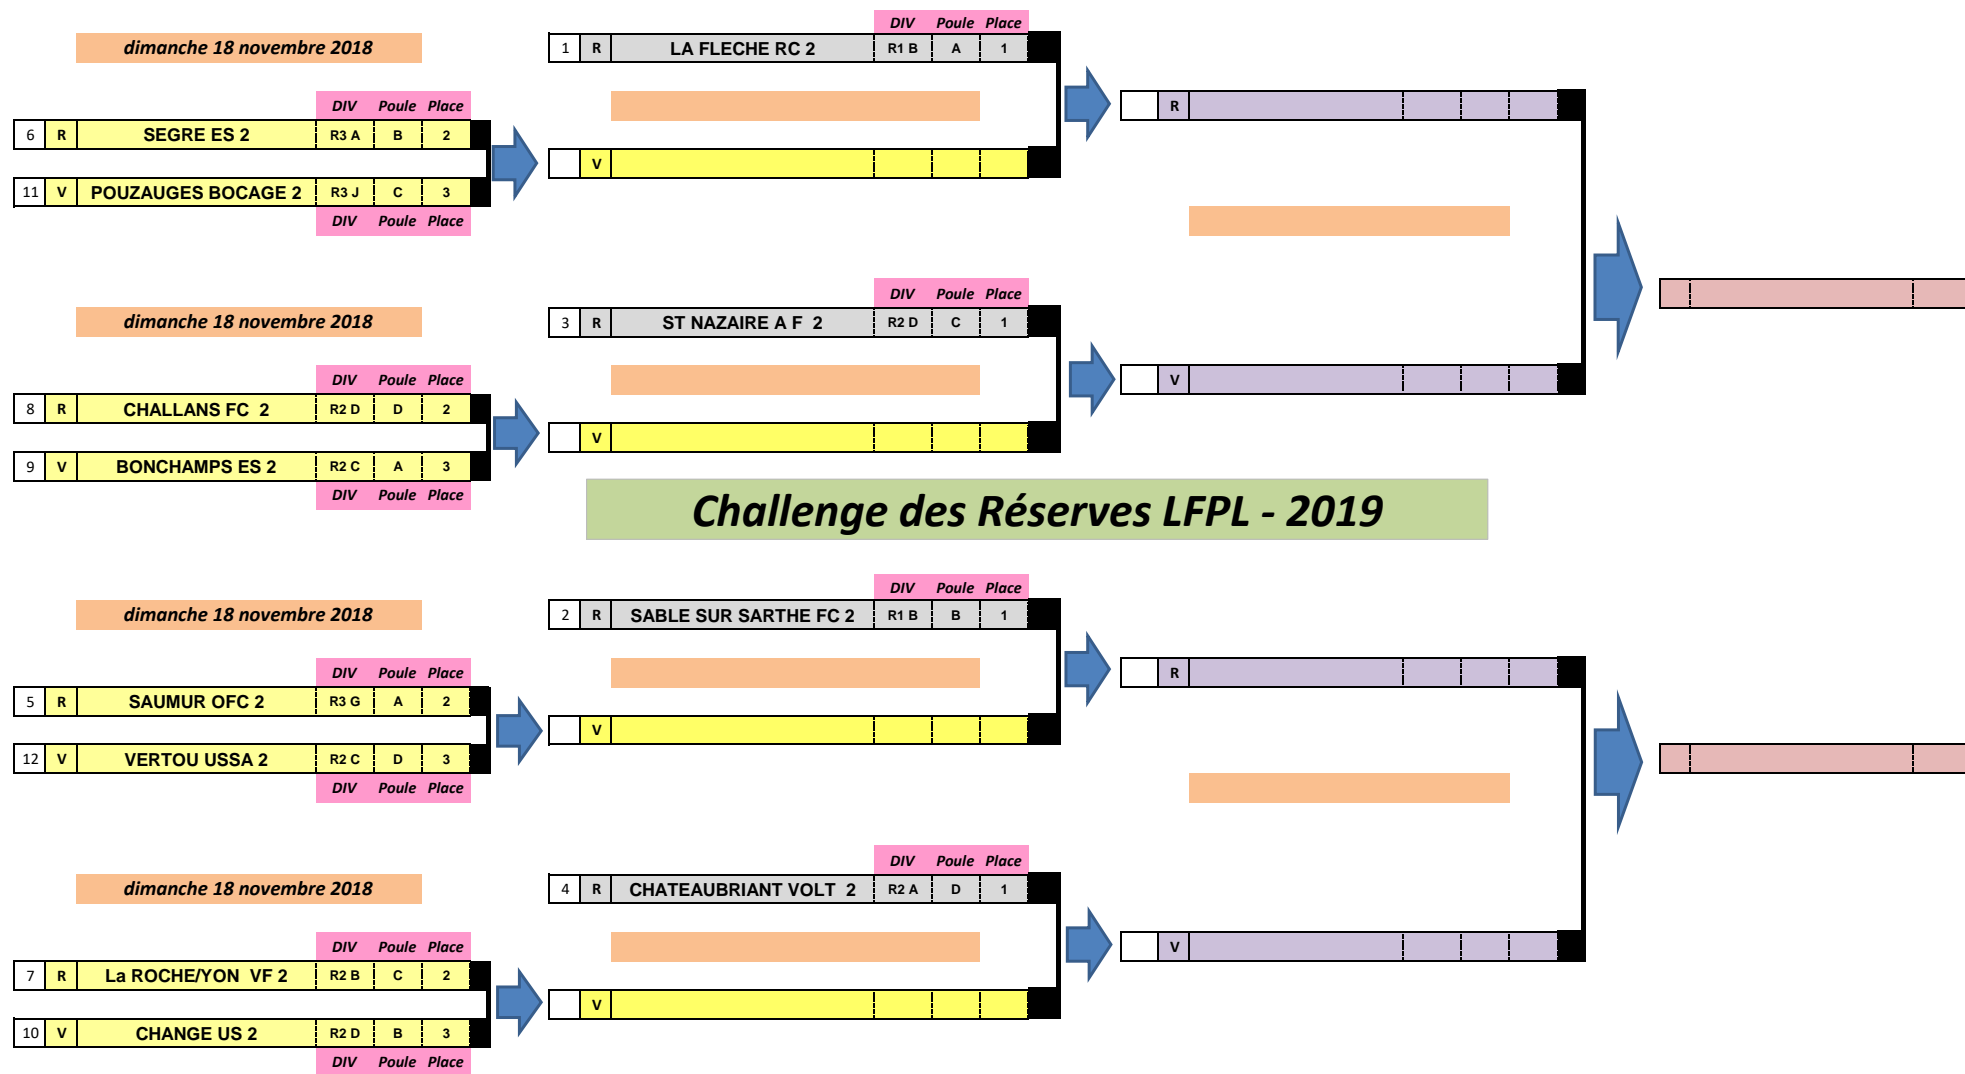 DIV Poule Place
dimanche 18 novembre 2018
1 R LA FLECHE RC 2 R1 B A 1
DIV Poule Place
R
6 R SEGRE ES 2 R3 A B 2
V
11 V POUZAUGES BOCAGE 2 R3 J C 3
DIV Poule Place
DIV Poule Place
dimanche 18 novembre 2018
3 R ST NAZAIRE A F 2 R2 D C 1
DIV Poule Place
V
8 R CHALLANS FC 2 R2 D D 2
V
9 V BONCHAMPS ES 2 R2 C A 3
DIV Poule Place
Challenge des Réserves LFPL - 2019
DIV Poule Place
dimanche 18 novembre 2018
2 R SABLE SUR SARTHE FC 2 R1 B B 1
DIV Poule Place
R
5 R SAUMUR OFC 2 R3 G A 2
V
12 V VERTOU USSA 2 R2 C D 3
DIV Poule Place
DIV Poule Place
dimanche 18 novembre 2018
4 R CHATEAUBRIANT VOLT 2 R2 A D 1
DIV Poule Place
V
7 R La ROCHE/YON VF 2 R2 B C 2
V
10 V CHANGE US 2 R2 D B 3
DIV Poule Place